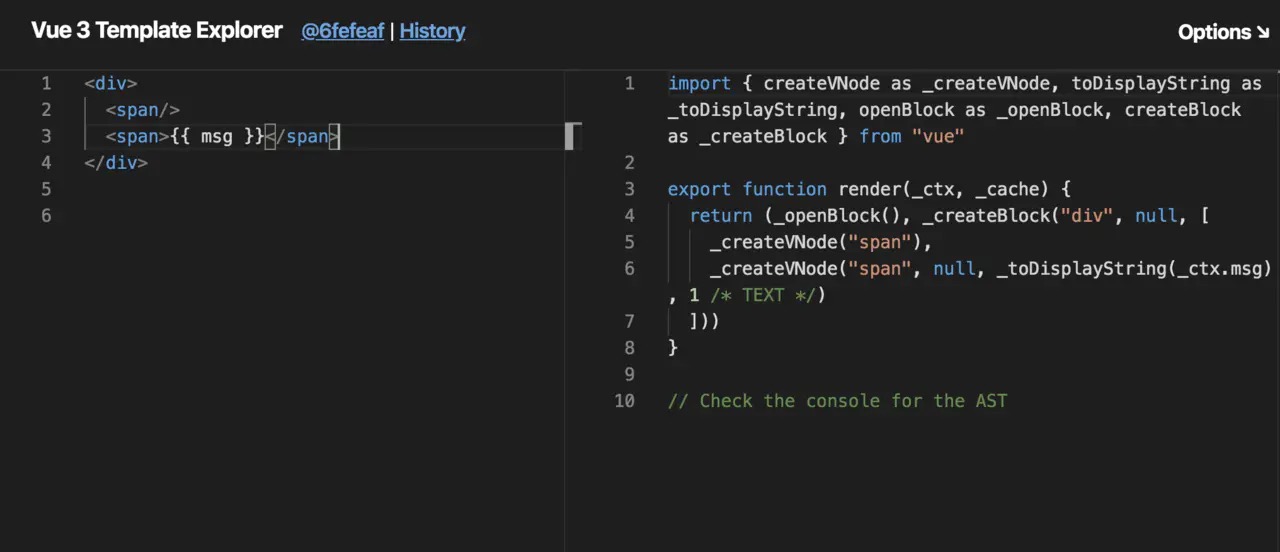 Vue 3 Template Explorer @6fefeaf | History
Options ↘
1 <div>
2 <span/>
3 <span>{{ msg }}</span>
4 </div>
5
6
1 import { createVNode as _createVNode, toDisplayString as
_toDisplayString, openBlock as _openBlock, createBlock
as _createBlock } from "vue"
2
3 export function render(_ctx, _cache) {
4 return (_openBlock(), _createBlock("div", null, [
5 _createVNode("span"),
6 _createVNode("span", null, _toDisplayString(_ctx.msg)
, 1 /* TEXT */)
7 ]))
8 }
9
10 // Check the console for the AST